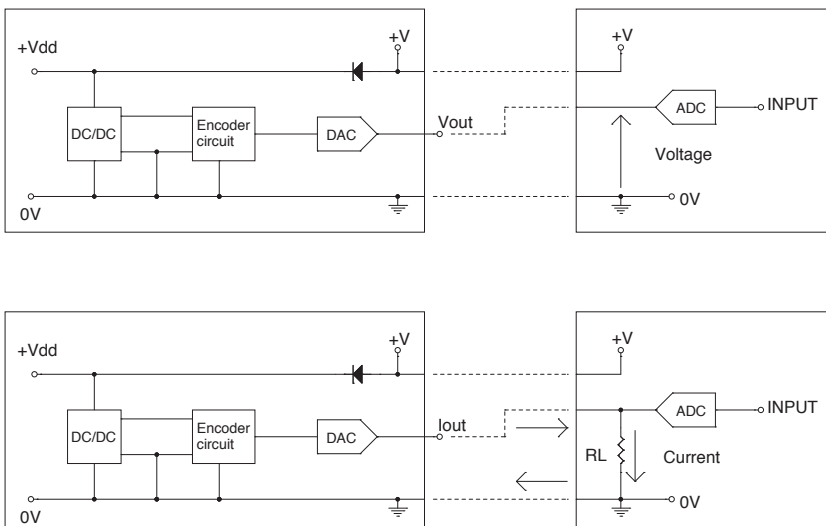 +V
+Vdd
DC/DC
Encoder
circuit
DAC
Vout
0V
+V
ADC
INPUT
Voltage
0V
+V
+Vdd
DC/DC
Encoder
circuit
DAC
Iout
0V
+V
ADC
INPUT
RL
Current
0V